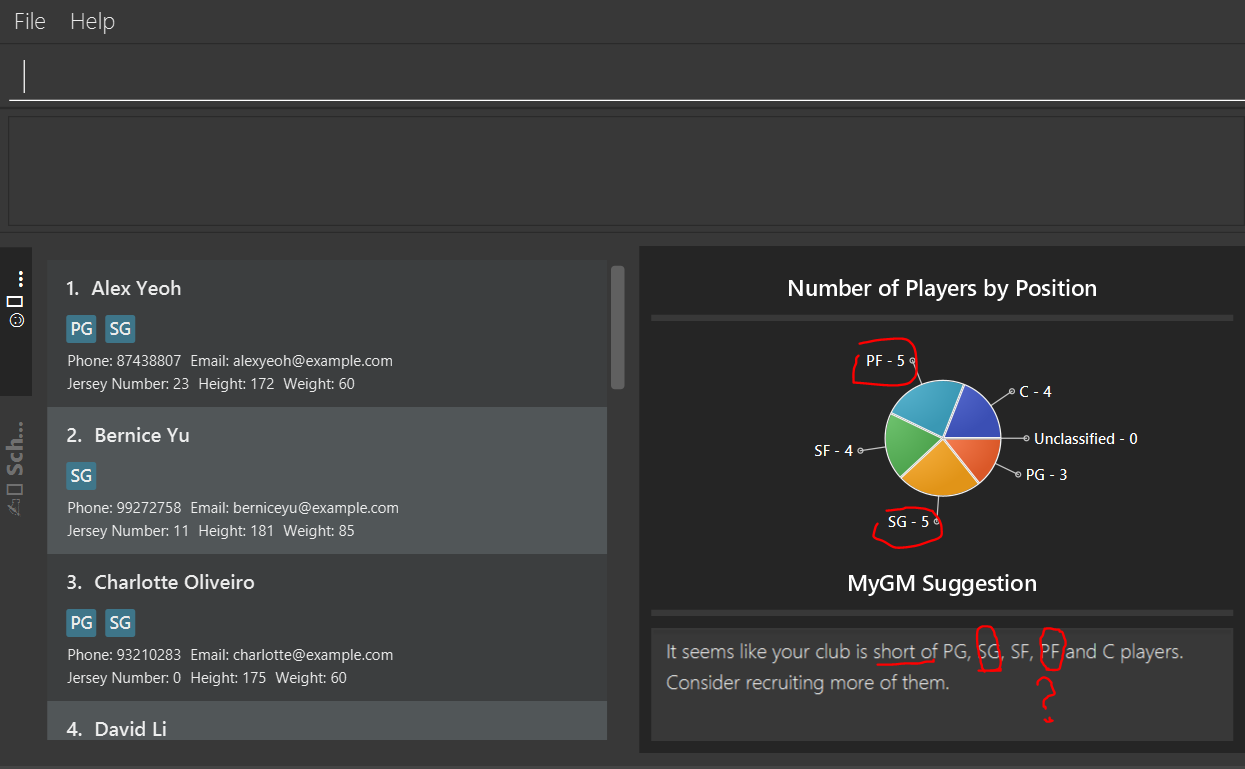 File Help
☺☐ ...
✍☐ Sch...
1. Alex Yeoh
PG SG
Phone: 87438807 Email: alexyeoh@example.com
Jersey Number: 23 Height: 172 Weight: 60
2. Bernice Yu
SG
Phone: 99272758 Email: berniceyu@example.com
Jersey Number: 11 Height: 181 Weight: 85
3. Charlotte Oliveiro
PG SG
Phone: 93210283 Email: charlotte@example.com
Jersey Number: 0 Height: 175 Weight: 60
4. David Li
Number of Players by Position
PF - 5
C - 4
Unclassified - 0
SF - 4
PG - 3
SG - 5
MyGM Suggestion
It seems like your club is short of PG, SG, SF, PF and C players.
Consider recruiting more of them.
?